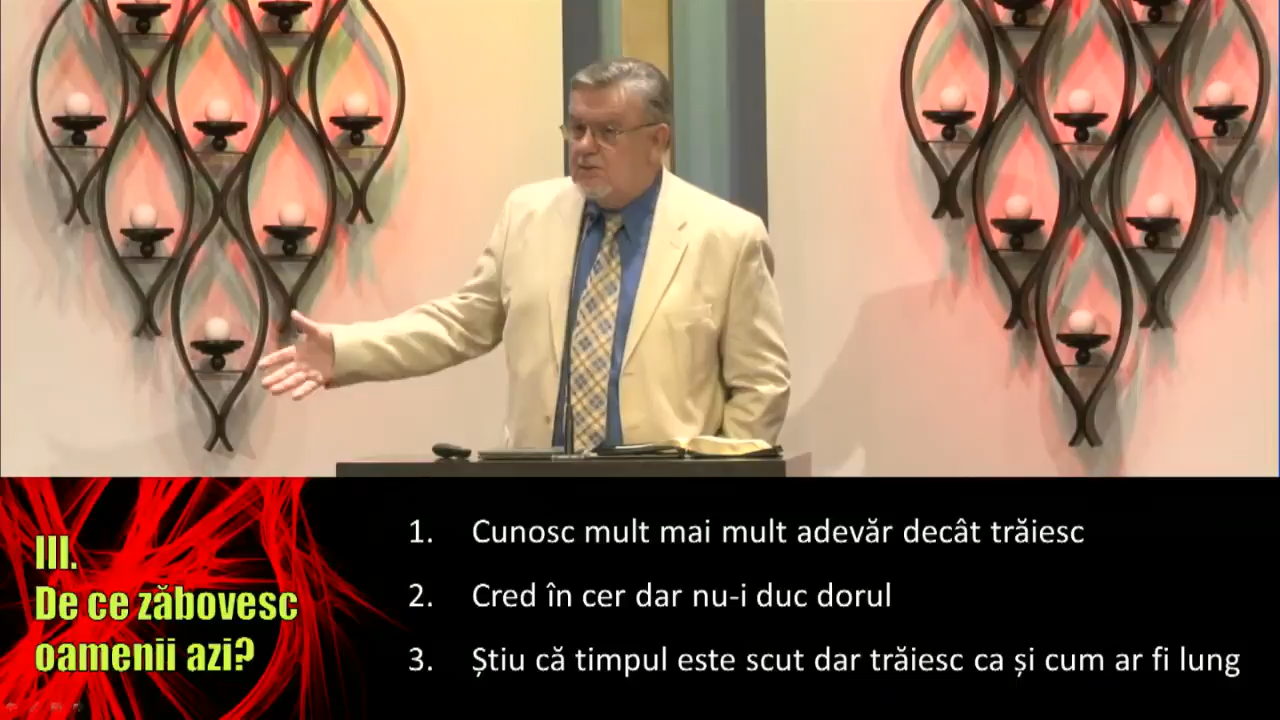 III.
De ce zăbovesc
oamenii azi?
1. Cunosc mult mai mult adevăr decât trăiesc
2. Cred în cer dar nu-i duc dorul
3. Știu că timpul este scut dar trăiesc ca și cum ar fi lung